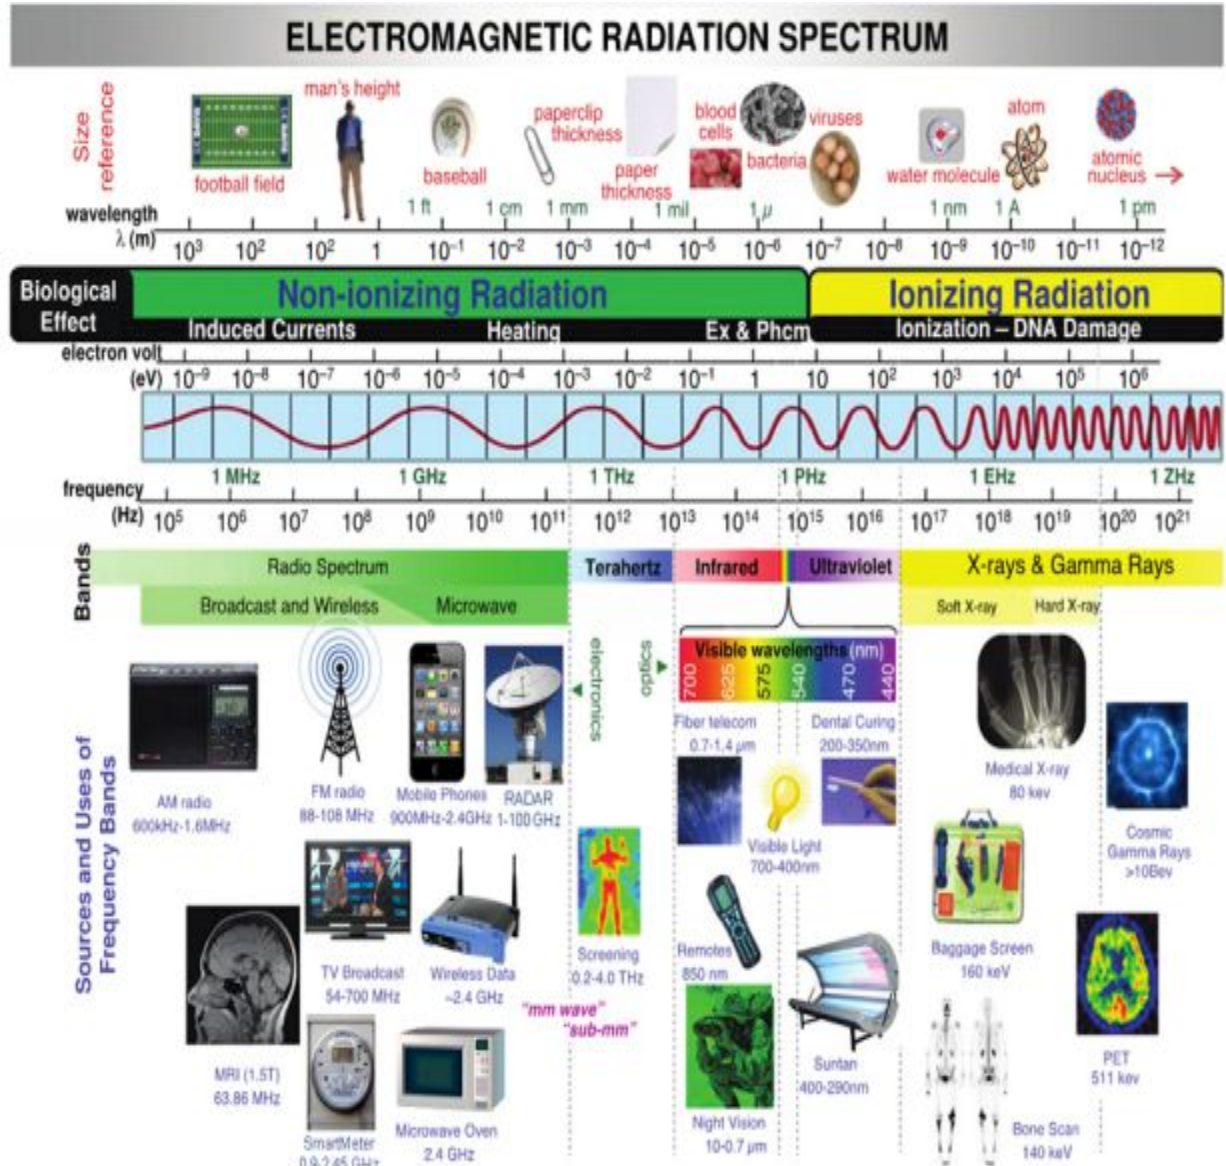 ELECTROMAGNETIC RADIATION SPECTRUM
Size
reference
football field
man's height
baseball
paperclip
thickness
paper
thickness
blood
cells
bacteria
viruses
water molecule
atom
atomic
nucleus →
wavelength
λ (m)
1 ft 1 cm 1 mm 1 mil 1 µ 1 nm 1 A 1 pm
10³ 10² 10² 1 10⁻¹ 10⁻² 10⁻³ 10⁻⁴ 10⁻⁵ 10⁻⁶ 10⁻⁷ 10⁻⁸ 10⁻⁹ 10⁻¹⁰ 10⁻¹¹ 10⁻¹²
Biological
Effect
Non-ionizing Radiation Ionizing Radiation
Induced Currents Heating Ex & Phcm Ionization – DNA Damage
electron volt
(eV) 10⁻⁹ 10⁻⁸ 10⁻⁷ 10⁻⁶ 10⁻⁵ 10⁻⁴ 10⁻³ 10⁻² 10⁻¹ 1 10 10² 10³ 10⁴ 10⁵ 10⁶
1 MHz 1 GHz 1 THz 1 PHz 1 EHz 1 ZHz
frequency
(Hz) 10⁵ 10⁶ 10⁷ 10⁸ 10⁹ 10¹⁰ 10¹¹ 10¹² 10¹³ 10¹⁴ 10¹⁵ 10¹⁶ 10¹⁷ 10¹⁸ 10¹⁹ 10²⁰ 10²¹
Bands
Radio Spectrum Terahertz Infrared Ultraviolet X-rays & Gamma Rays
Broadcast and Wireless Microwave Soft X-ray Hard X-ray
electronics
optics
Visible wavelengths (nm)
700 625 575 540 470 440
Sources and Uses of
Frequency Bands
AM radio
600kHz-1.6MHz
FM radio
88-108 MHz
Mobile Phones
900MHz-2.4GHz
RADAR
1-100 GHz
Fiber telecom
0.7-1.4 µm
Dental Curing
200-350nm
Visible Light
700-400nm
Medical X-ray
80 kev
Cosmic
Gamma Rays
>10Bev
TV Broadcast
54-700 MHz
Wireless Data
~2.4 GHz
Screening
0.2-4.0 THz
"mm wave"
"sub-mm"
Remotes
850 nm
Baggage Screen
160 keV
MRI (1.5T)
63.86 MHz
SmartMeter
0.9-2.45 GHz
Microwave Oven
2.4 GHz
Night Vision
10-0.7 µm
Suntan
400-290nm
PET
511 kev
Bone Scan
140 keV